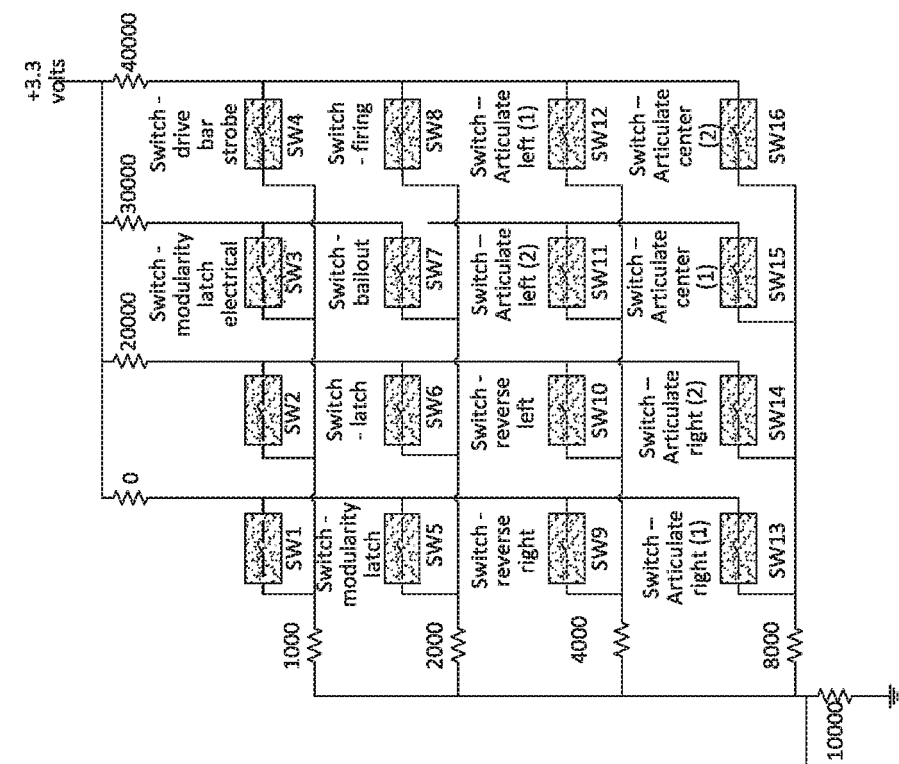 +3.3
volts
40000
30000
20000
0
Switch -
drive
bar
strobe
SW4
Switch
- firing
SW8
Switch –
Articulate
left (1)
SW12
Switch –
Articulate
center
(2)
SW16
Switch -
modularity
latch
electrical
SW3
Switch -
bailout
SW7
Switch –
Articulate
left (2)
SW11
Switch –
Articulate
center
(1)
SW15
SW2
Switch
- latch
SW6
Switch -
reverse
left
SW10
Switch –
Articulate
right (2)
SW14
SW1
Switch -
modularity
latch
SW5
Switch -
reverse
right
SW9
Switch –
Articulate
right (1)
SW13
1000
2000
4000
8000
10000